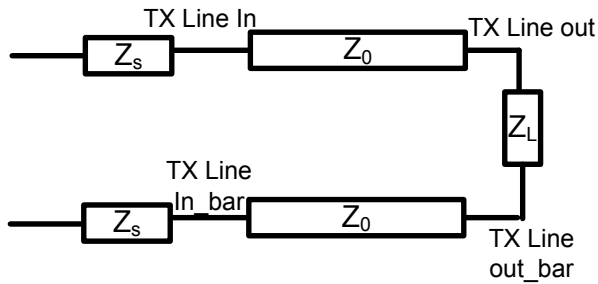 TX Line In
TX Line out
Z_s
Z_0
Z_L
TX Line
In_bar
Z_s
Z_0
TX Line
out_bar